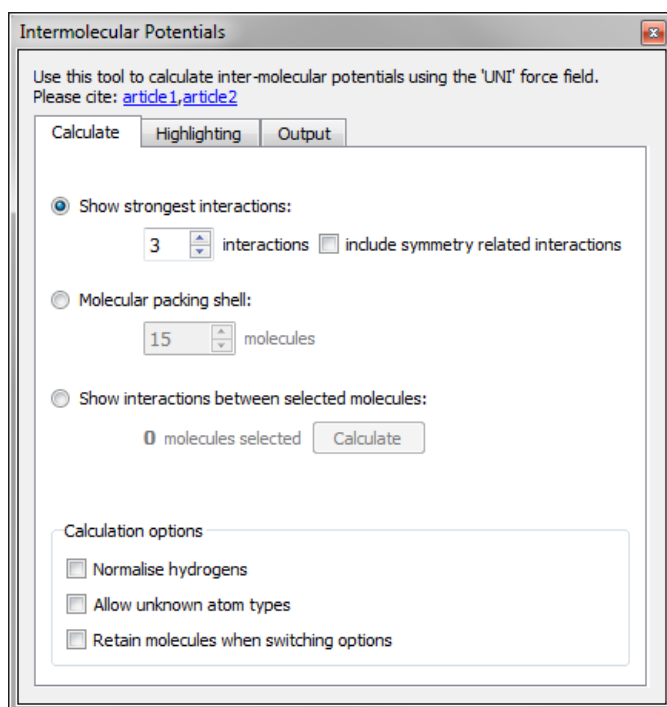 Intermolecular Potentials
Use this tool to calculate inter-molecular potentials using the 'UNI' force field.
Please cite: article1,article2
Calculate Highlighting Output
Show strongest interactions:
3 interactions include symmetry related interactions
Molecular packing shell:
15 molecules
Show interactions between selected molecules:
0 molecules selected Calculate
Calculation options
Normalise hydrogens
Allow unknown atom types
Retain molecules when switching options